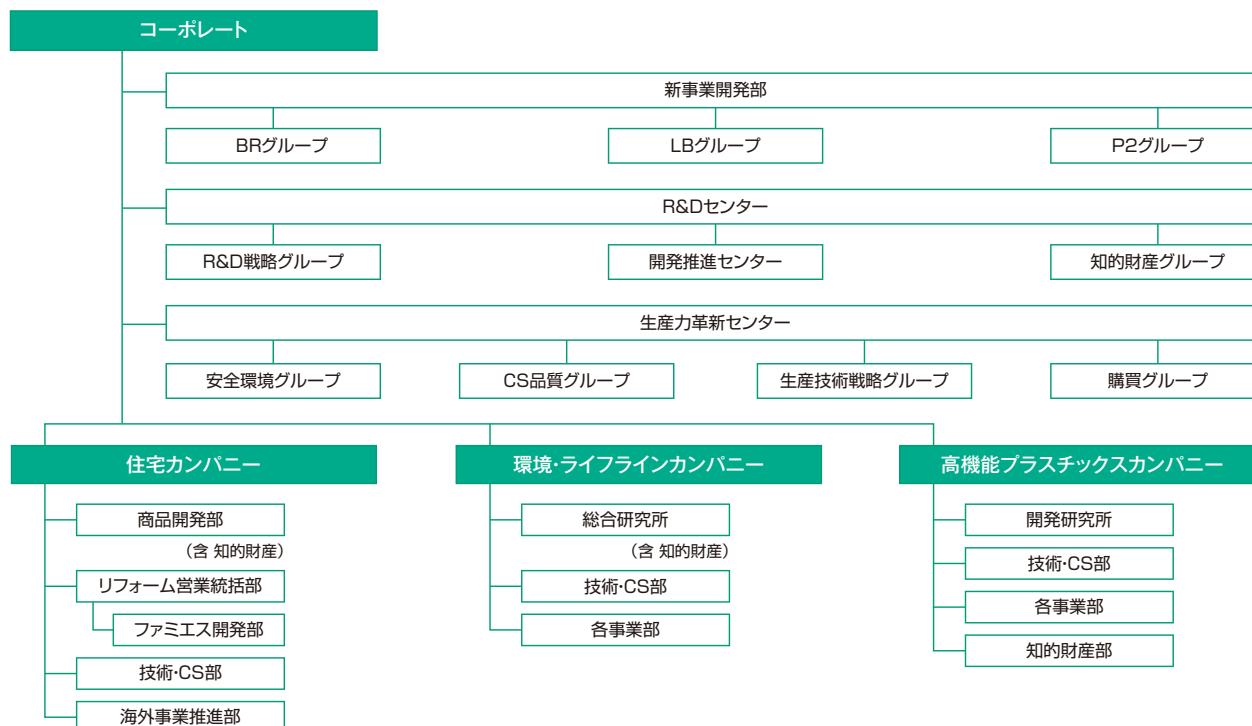 コーポレート
新事業開発部
BRグループ
LBグループ
P2グループ
R&Dセンター
R&D戦略グループ
開発推進センター
知的財産グループ
生産力革新センター
安全環境グループ
CS品質グループ
生産技術戦略グループ
購買グループ
住宅カンパニー
商品開発部
（含 知的財産）
リフォーム営業統括部
ファミエス開発部
技術・CS部
海外事業推進部
環境・ライフラインカンパニー
総合研究所
（含 知的財産）
技術・CS部
各事業部
高機能プラスチックスカンパニー
開発研究所
技術・CS部
各事業部
知的財産部